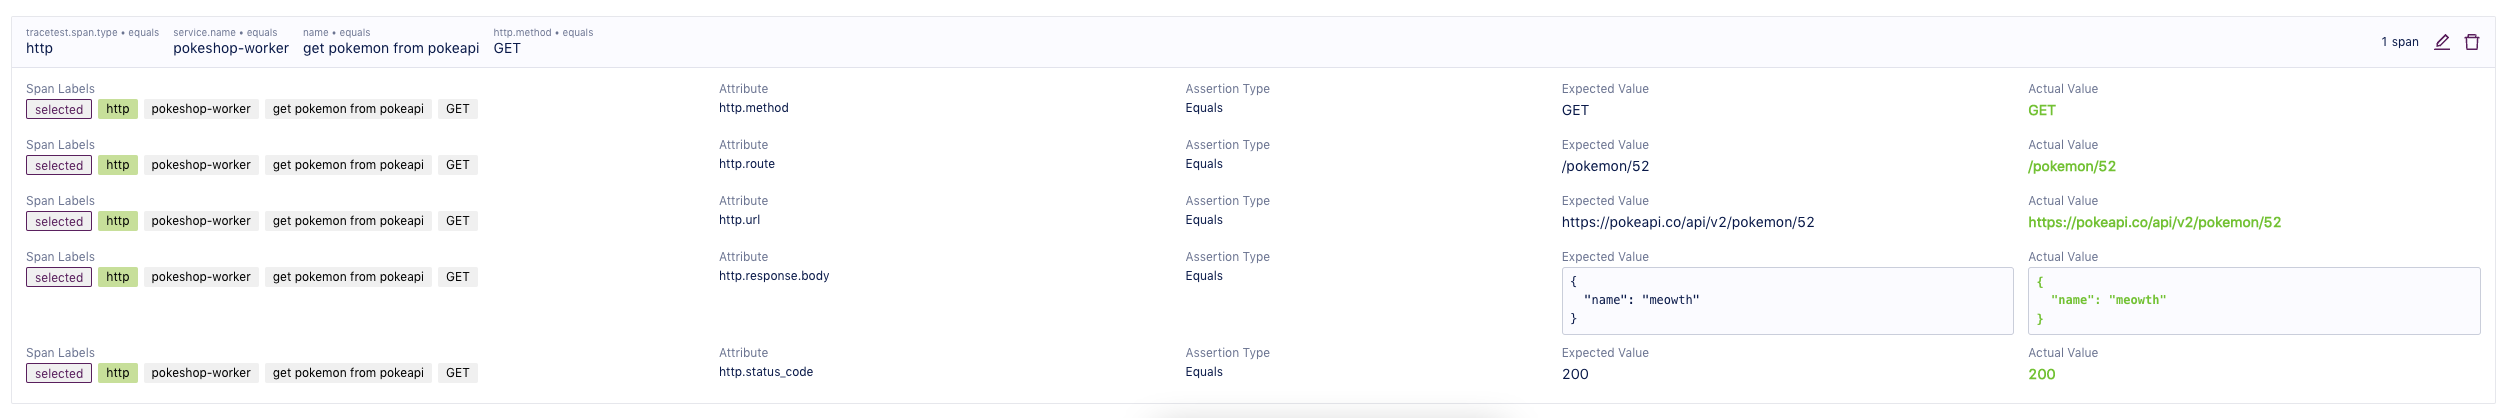 tracetest.span.type • equals service.name • equals name • equals http.method • equals
http pokeshop-worker get pokemon from pokeapi GET 1 span
Span Labels Attribute Assertion Type Expected Value Actual Value
selected http pokeshop-worker get pokemon from pokeapi GET http.method Equals GET GET
Span Labels Attribute Assertion Type Expected Value Actual Value
selected http pokeshop-worker get pokemon from pokeapi GET http.route Equals /pokemon/52 /pokemon/52
Span Labels Attribute Assertion Type Expected Value Actual Value
selected http pokeshop-worker get pokemon from pokeapi GET http.url Equals https://pokeapi.co/api/v2/pokemon/52 https://pokeapi.co/api/v2/pokemon/52
Span Labels Attribute Assertion Type Expected Value Actual Value
selected http pokeshop-worker get pokemon from pokeapi GET http.response.body Equals { {
"name": "meowth" "name": "meowth"
} }
Span Labels Attribute Assertion Type Expected Value Actual Value
selected http pokeshop-worker get pokemon from pokeapi GET http.status_code Equals 200 200